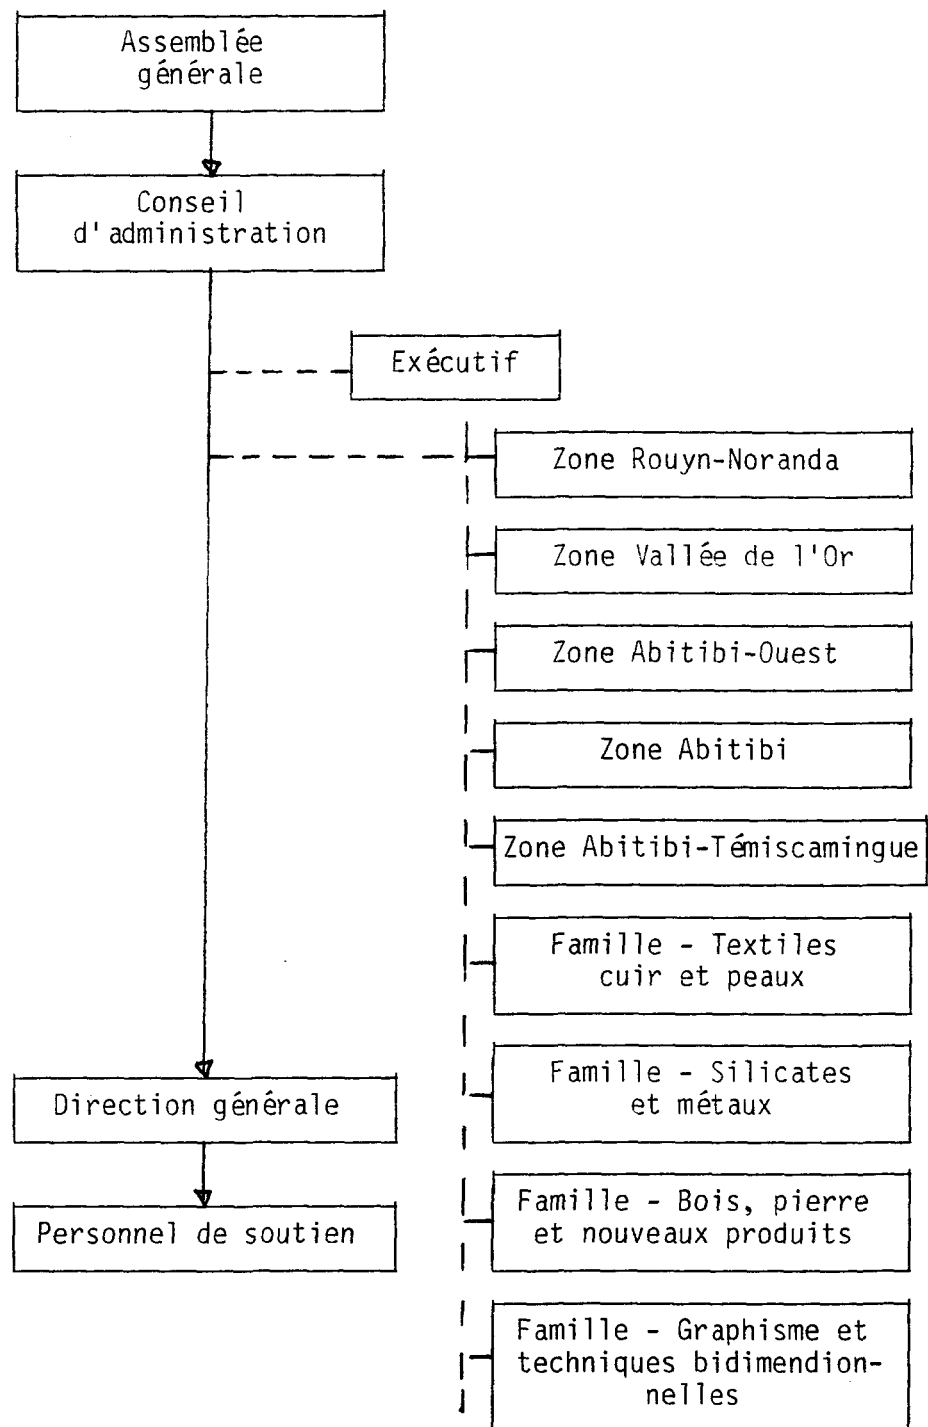 Assemblée
générale
Conseil
d'administration
Exécutif
Zone Rouyn-Noranda
Zone Vallée de l'Or
Zone Abitibi-Ouest
Zone Abitibi
Zone Abitibi-Témiscamingue
Famille - Textiles
cuir et peaux
Famille - Silicates
et métaux
Direction générale
Famille - Bois, pierre
et nouveaux produits
Personnel de soutien
Famille - Graphisme et
techniques bidimendion-
nelles